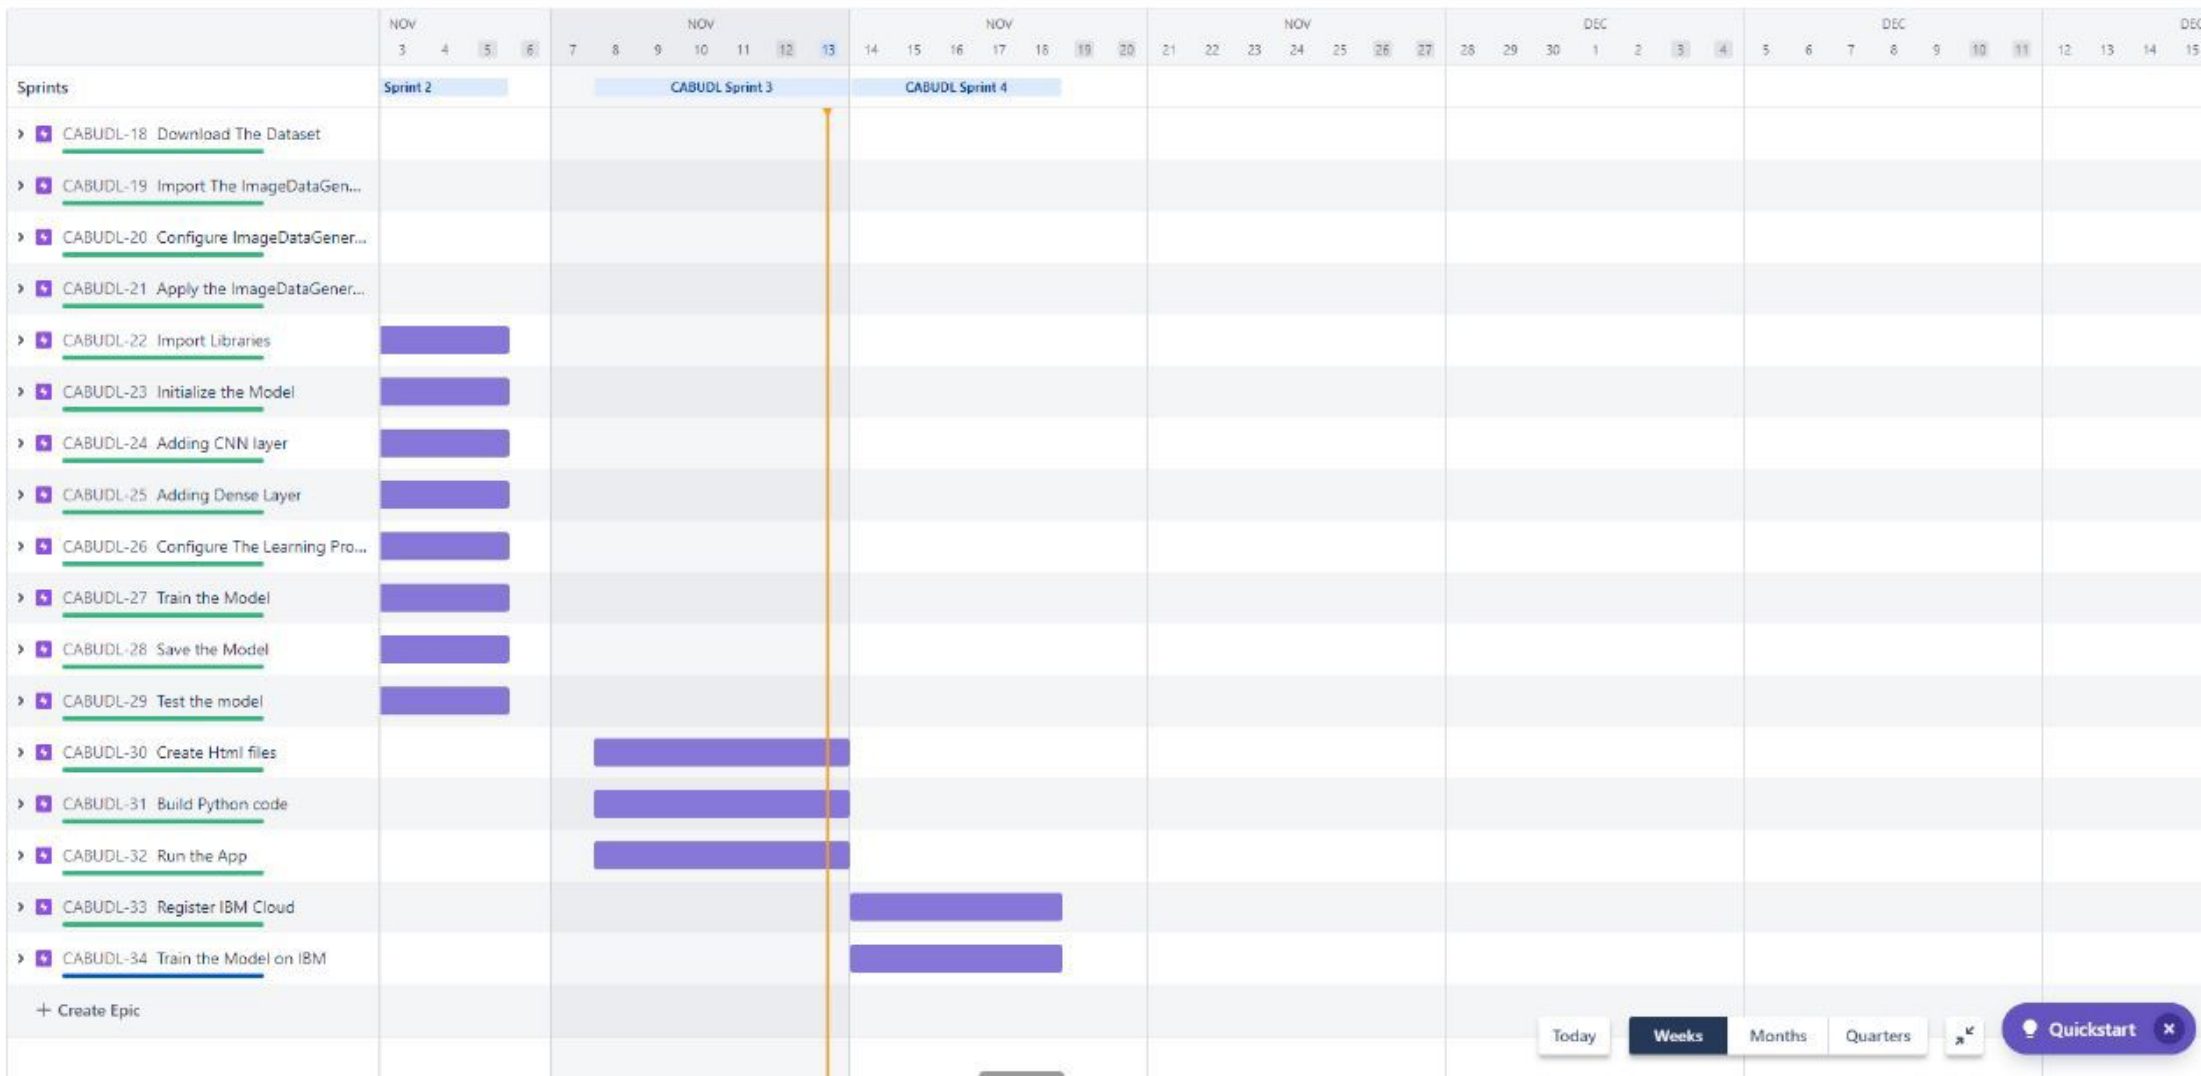 NOV NOV NOV NOV DEC DEC DEC
3 4 5 6 7 8 9 10 11 12 13 14 15 16 17 18 19 20 21 22 23 24 25 26 27 28 29 30 1 2 3 4 5 6 7 8 9 10 11 12 13 14 15
Sprints Sprint 2 CABUDL Sprint 3 CABUDL Sprint 4
CABUDL-18 Download The Dataset
CABUDL-19 Import The ImageDataGen...
CABUDL-20 Configure ImageDataGener...
CABUDL-21 Apply the ImageDataGener...
CABUDL-22 Import Libraries
CABUDL-23 Initialize the Model
CABUDL-24 Adding CNN layer
CABUDL-25 Adding Dense Layer
CABUDL-26 Configure The Learning Pro...
CABUDL-27 Train the Model
CABUDL-28 Save the Model
CABUDL-29 Test the model
CABUDL-30 Create Html files
CABUDL-31 Build Python code
CABUDL-32 Run the App
CABUDL-33 Register IBM Cloud
CABUDL-34 Train the Model on IBM
+ Create Epic
Today Weeks Months Quarters Quickstart